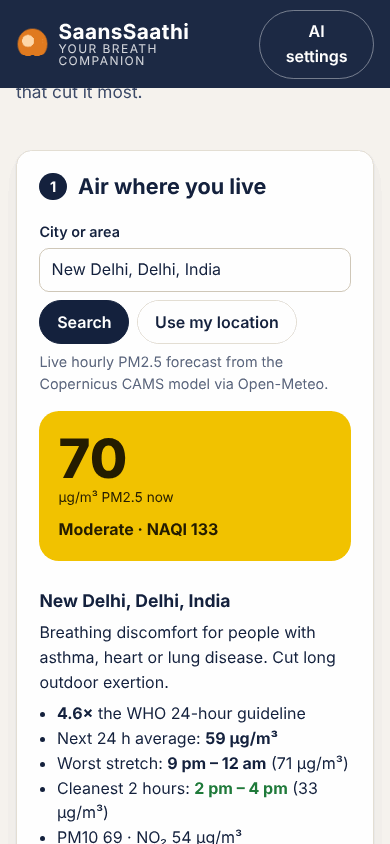 SaansSaathi
YOUR BREATH
COMPANION
AI
settings
that cut it most.
1 Air where you live
City or area
New Delhi, Delhi, India
Search Use my location
Live hourly PM2.5 forecast from the
Copernicus CAMS model via Open-Meteo.
70
µg/m³ PM2.5 now
Moderate · NAQI 133
New Delhi, Delhi, India
Breathing discomfort for people with
asthma, heart or lung disease. Cut long
outdoor exertion.
• 4.6× the WHO 24-hour guideline
• Next 24 h average: 59 µg/m³
• Worst stretch: 9 pm – 12 am (71 µg/m³)
• Cleanest 2 hours: 2 pm – 4 pm (33
µg/m³)
• PM10 69 · NO₂ 54 µg/m³